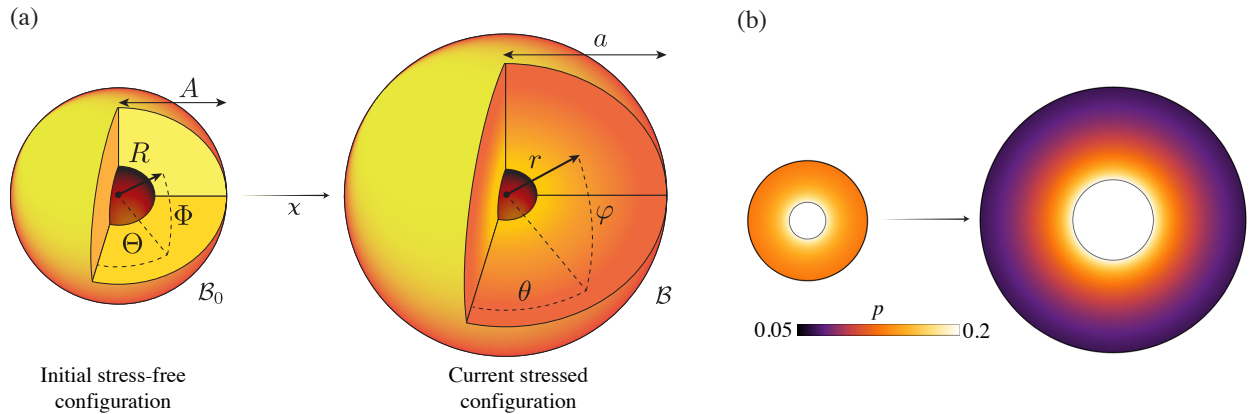 (a)
A
R
Φ
Θ
B₀
χ
a
r
φ
θ
B
Initial stress-free
configuration
Current stressed
configuration
(b)
p
0.05 0.2